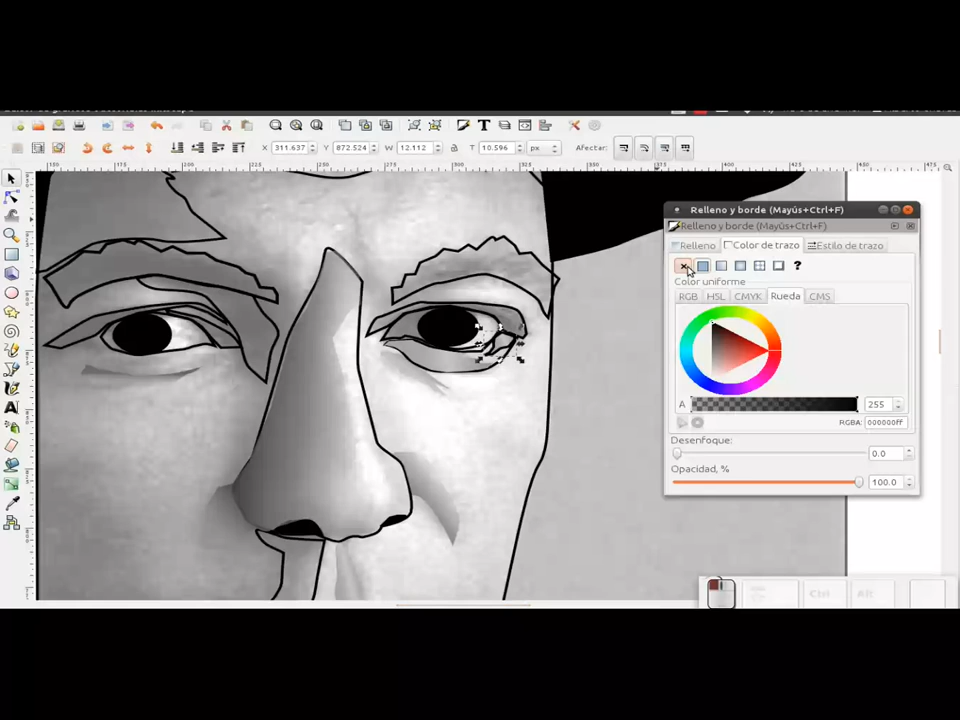 X 311.637 Y 872.524 W 12.112 T 10.596 px Afectar:
Relleno y borde (Mayús+Ctrl+F)
Relleno y borde (Mayús+Ctrl+F)
Relleno Color de trazo Estilo de trazo
?
Color uniforme
RGB HSL CMYK Rueda CMS
A 255
RGBA: 000000ff
Desenfoque:
0.0
Opacidad, %
100.0
Ctrl Alt